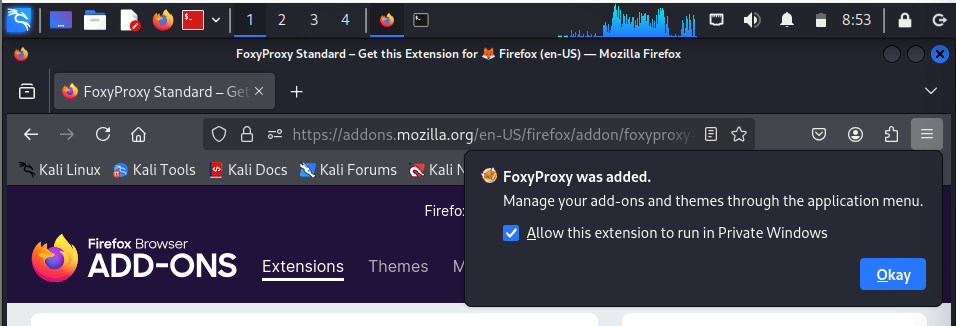 1 2 3 4 8:53
FoxyProxy Standard – Get this Extension for 🦊 Firefox (en-US) — Mozilla Firefox
FoxyProxy Standard – Get
https://addons.mozilla.org/en-US/firefox/addon/foxyproxy-
Kali Linux Kali Tools Kali Docs Kali Forums Kali N
FoxyProxy was added.
Manage your add-ons and themes through the application menu.
Allow this extension to run in Private Windows
Okay
Firefo
Firefox Browser
ADD-ONS
Extensions Themes M